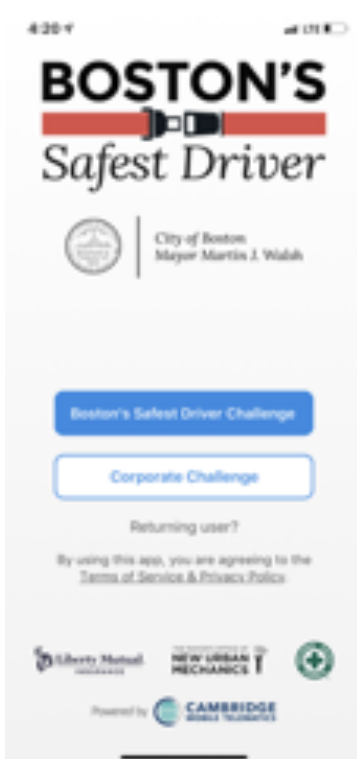 4:20
LTE
BOSTON'S
Safest Driver
City of Boston
Mayor Martin J. Walsh
Boston's Safest Driver Challenge
Corporate Challenge
Returning user?
By using this app, you are agreeing to the
Terms of Service & Privacy Policy.
Liberty Mutual
INSURANCE
NEW URBAN
MECHANICS
Powered by CAMBRIDGE
MOBILE TELEMATICS